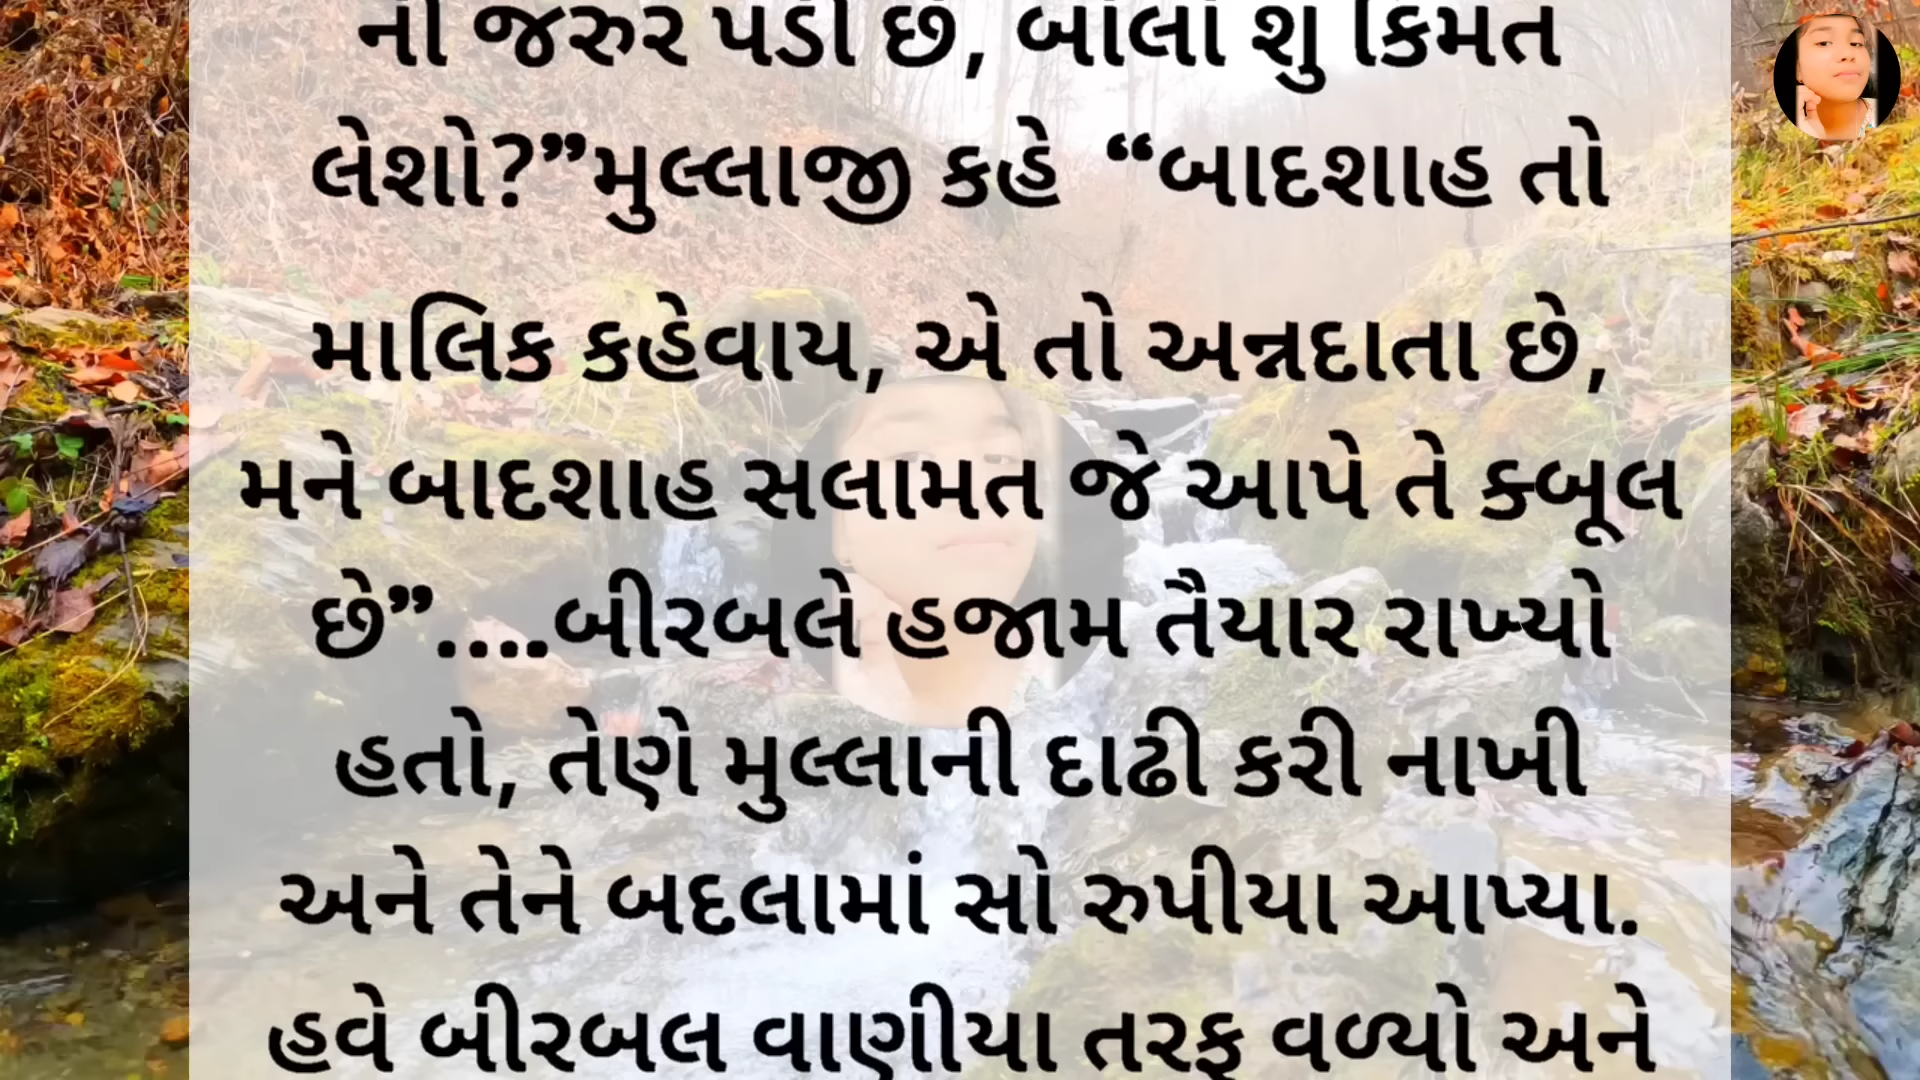 ની જરુર પડી છે, બોલો શુ કિંમત
લેશો?”મુલ્લાજી કહે “બાદશાહ તો
માલિક કહેવાય, એ તો અન્નદાતા છે,
મને બાદશાહ સલામત જે આપે તે ક્બૂલ
છે”....બીરબલે હજામ તૈયાર રાખ્યો
હતો, તેણે મુલ્લાની દાઢી કરી નાખી
અને તેને બદલામાં સો રુપીયા આપ્યા.
હવે બીરબલ વાણીયા તરફ વળ્યો અને